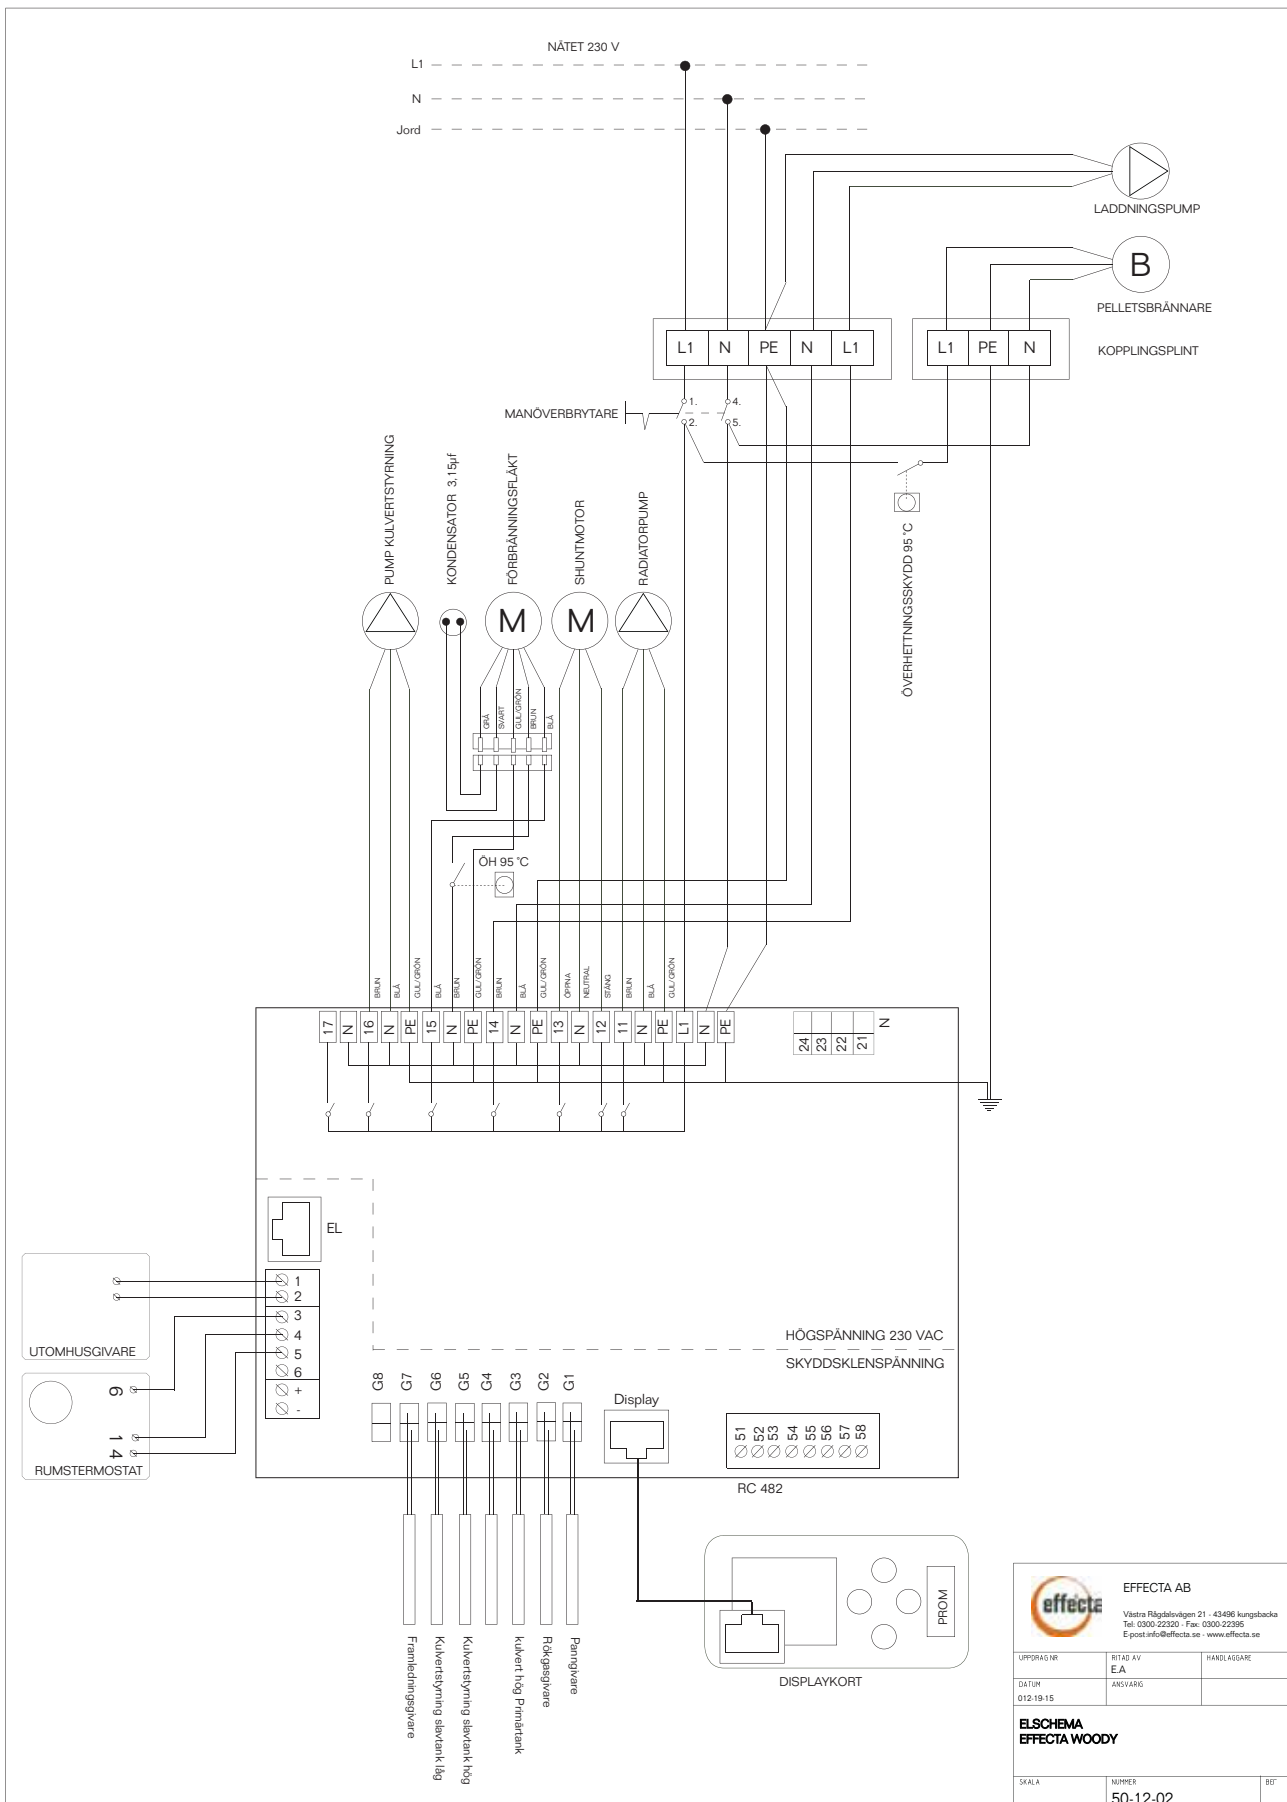 NÄTET 230 V
L1
N
Jord
LADDNINGSPUMP
B
PELLETSBRÄNNARE
L1 N PE N L1
L1 PE N
KOPPLINGSPLINT
MANÖVERBRYTARE
1. 4.
2. 5.
PUMP KULVERTSTYRNING
KONDENSATOR 3,15µf
FÖRBRÄNNINGSFLÄKT
SHUNTMOTOR
RADIATORPUMP
ÖVERHETTNINGSSKYDD 95 °C
M M
GRÅ
SVART
GUL/GRÖN
BRUN
BLÅ
ÖH 95 °C
BRUN
BLÅ
GUL/GRÖN
BLÅ
BRUN
GUL/GRÖN
BRUN
BLÅ
GUL/GRÖN
ÖPPNA
NEUTRAL
STÄNG
BRUN
BLÅ
GUL/GRÖN
17 N 16 N PE 15 N PE 14 N PE 13 N 12 11 N PE L1 N PE
24 23 22 21 N
EL
1
2
3
4
5
6
+
-
UTOMHUSGIVARE
6
1
4
RUMSTERMOSTAT
HÖGSPÄNNING 230 VAC
SKYDDSKLENSPÄNNING
G8 G7 G6 G5 G4 G3 G2 G1
Display
51 52 53 54 55 56 57 58
RC 482
Framledningsgivare
Kulvertstyrning slavtank låg
Kulvertstyrning slavtank hög
kulvert hög Primärtank
Rökgasgivare
Panngivare
PROM
DISPLAYKORT
effecta
EFFECTA AB
Västra Rågdalsvägen 21 - 43496 kungsbacka
Tel: 0300-22320 - Fax: 0300-22395
E-post:info@effecta.se - www.effecta.se
UPPDRAG NR RITAD AV HANDLAGGARE
E.A
DATUM ANSVARIG
012-19-15
ELSCHEMA
EFFECTA WOODY
SKALA NUMMER BET
50-12-02